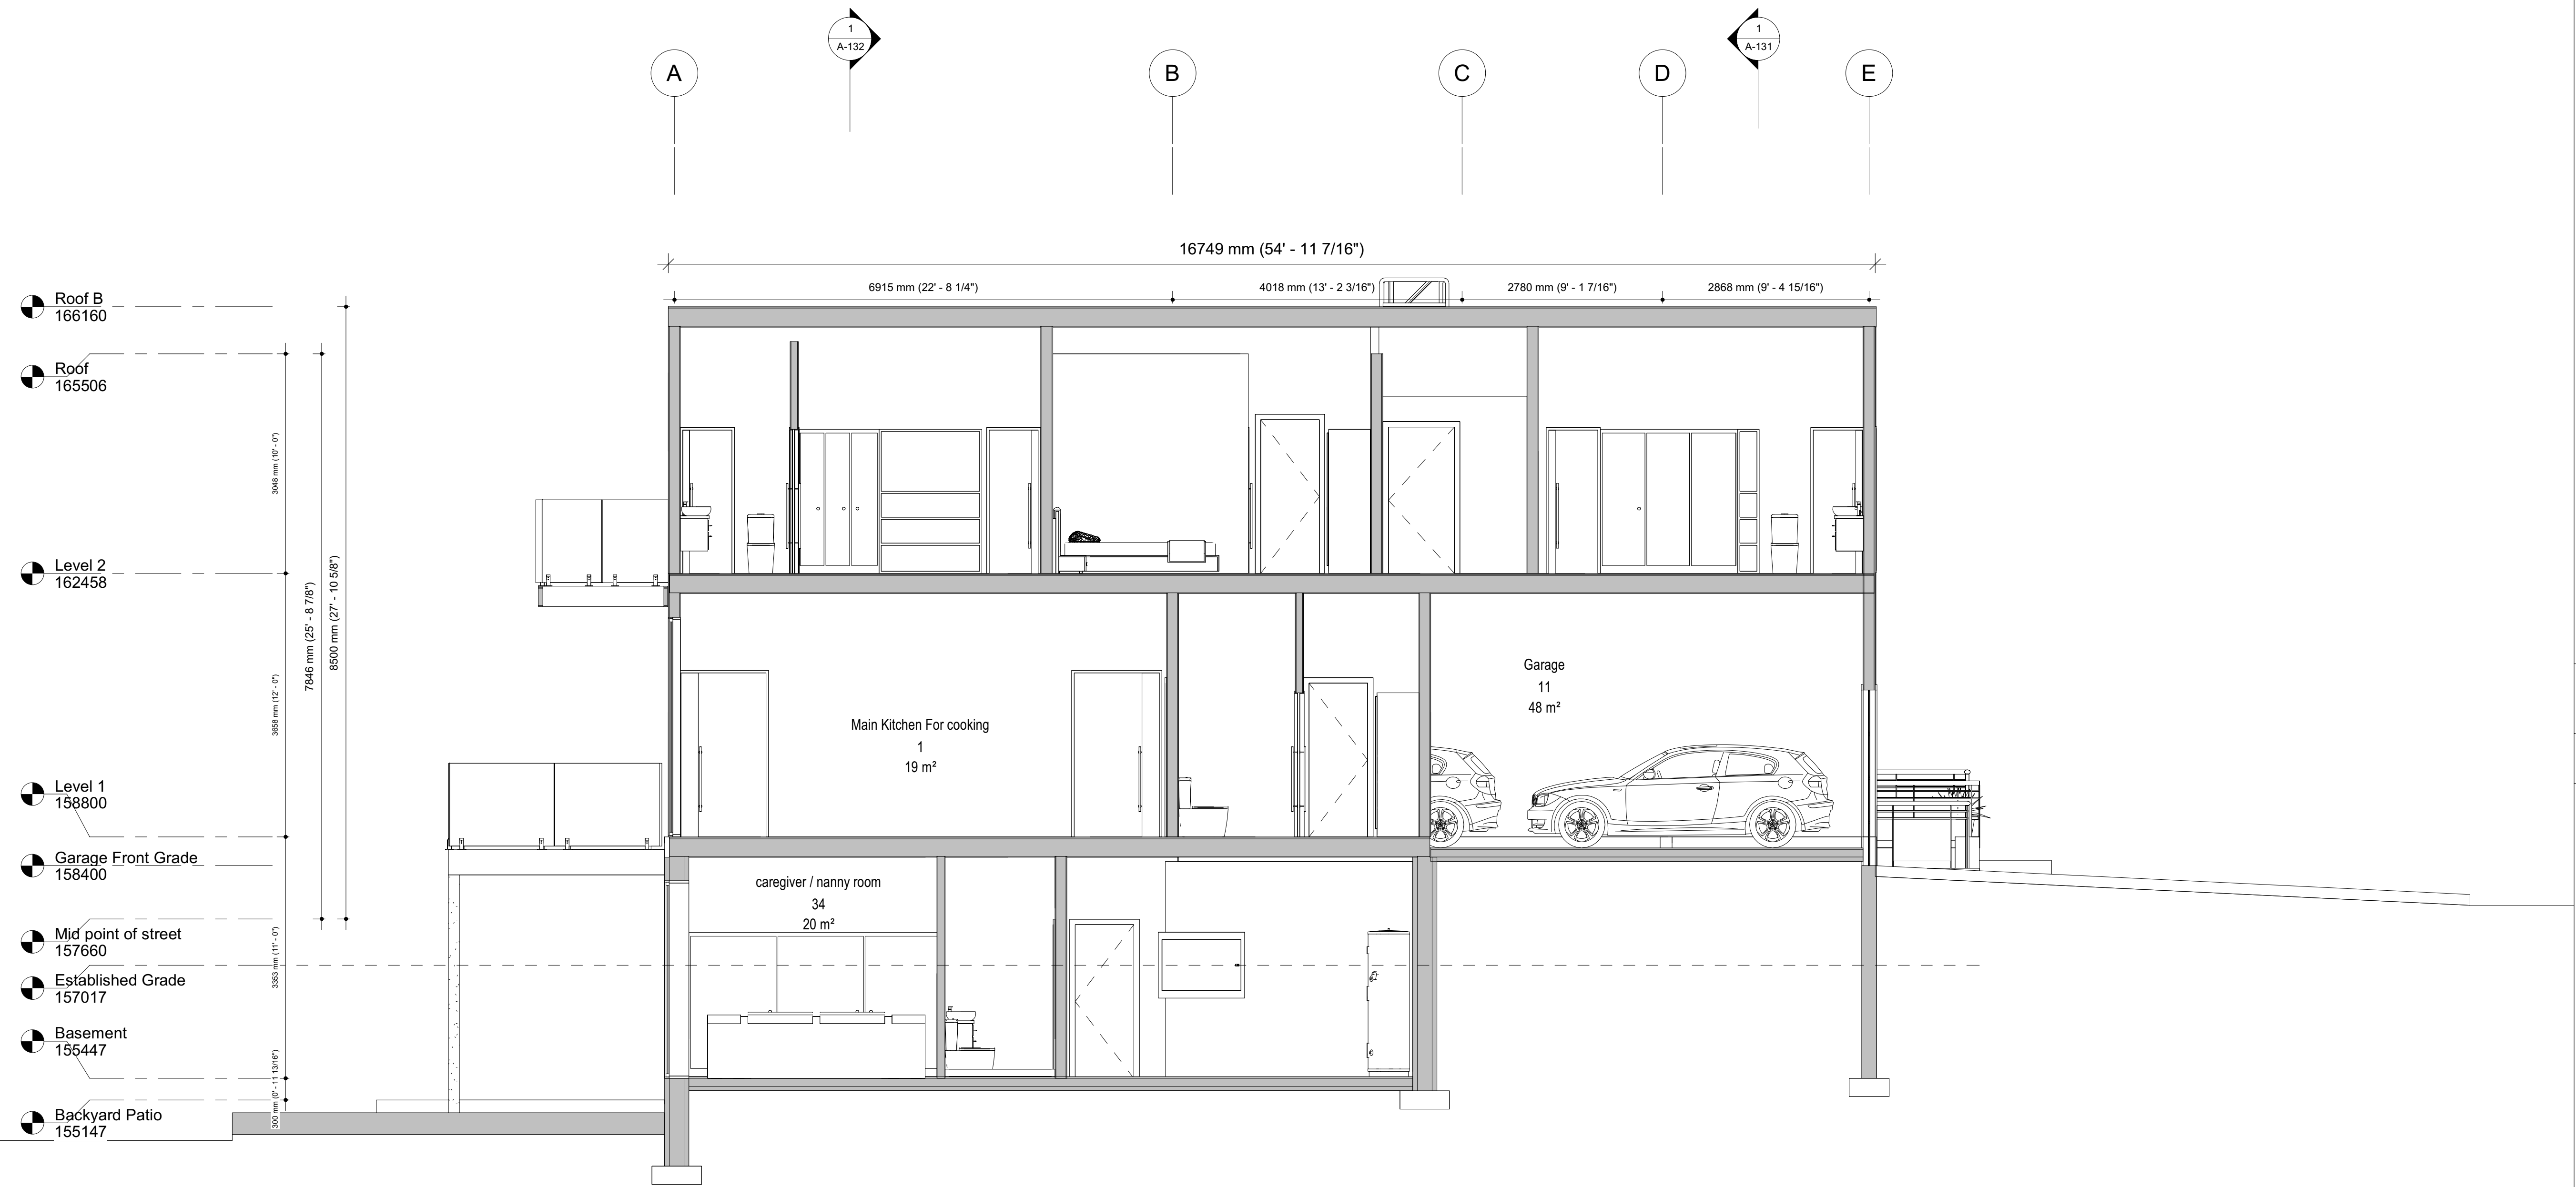 1
A-132
1
A-131
A
B
C
D
E
16749 mm (54' - 11 7/16")
6915 mm (22' - 8 1/4")
4018 mm (13' - 2 3/16")
2780 mm (9' - 1 7/16")
2868 mm (9' - 4 15/16")
Roof B
166160
Roof
165506
3048 mm (10' - 0")
Level 2
162458
7846 mm (25' - 8 7/8")
8500 mm (27' - 10 5/8")
3658 mm (12' - 0")
Garage
11
48 m²
Main Kitchen For cooking
1
19 m²
Level 1
158800
Garage Front Grade
158400
caregiver / nanny room
34
20 m²
Mid point of street
157660
3353 mm (11' - 0")
Established Grade
157017
Basement
155447
300 mm (0' - 11 13/16")
Backyard Patio
155147